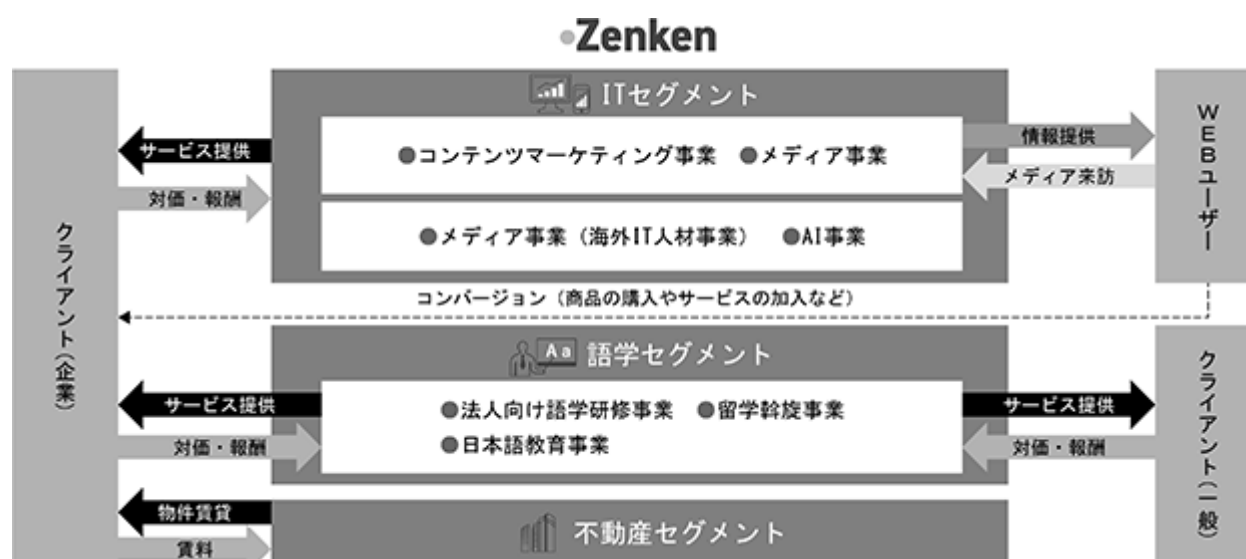 Zenken
クライアント(企業)
ITセグメント
●コンテンツマーケティング事業 ●メディア事業
●メディア事業(海外IT人材事業) ●AI事業
サービス提供
対価・報酬
情報提供
メディア来訪
WEBユーザー
コンバージョン(商品の購入やサービスの加入など)
Aa
語学セグメント
●法人向け語学研修事業 ●留学斡旋事業
●日本語教育事業
サービス提供
対価・報酬
サービス提供
対価・報酬
クライアント(一般)
物件賃貸
賃料
不動産セグメント